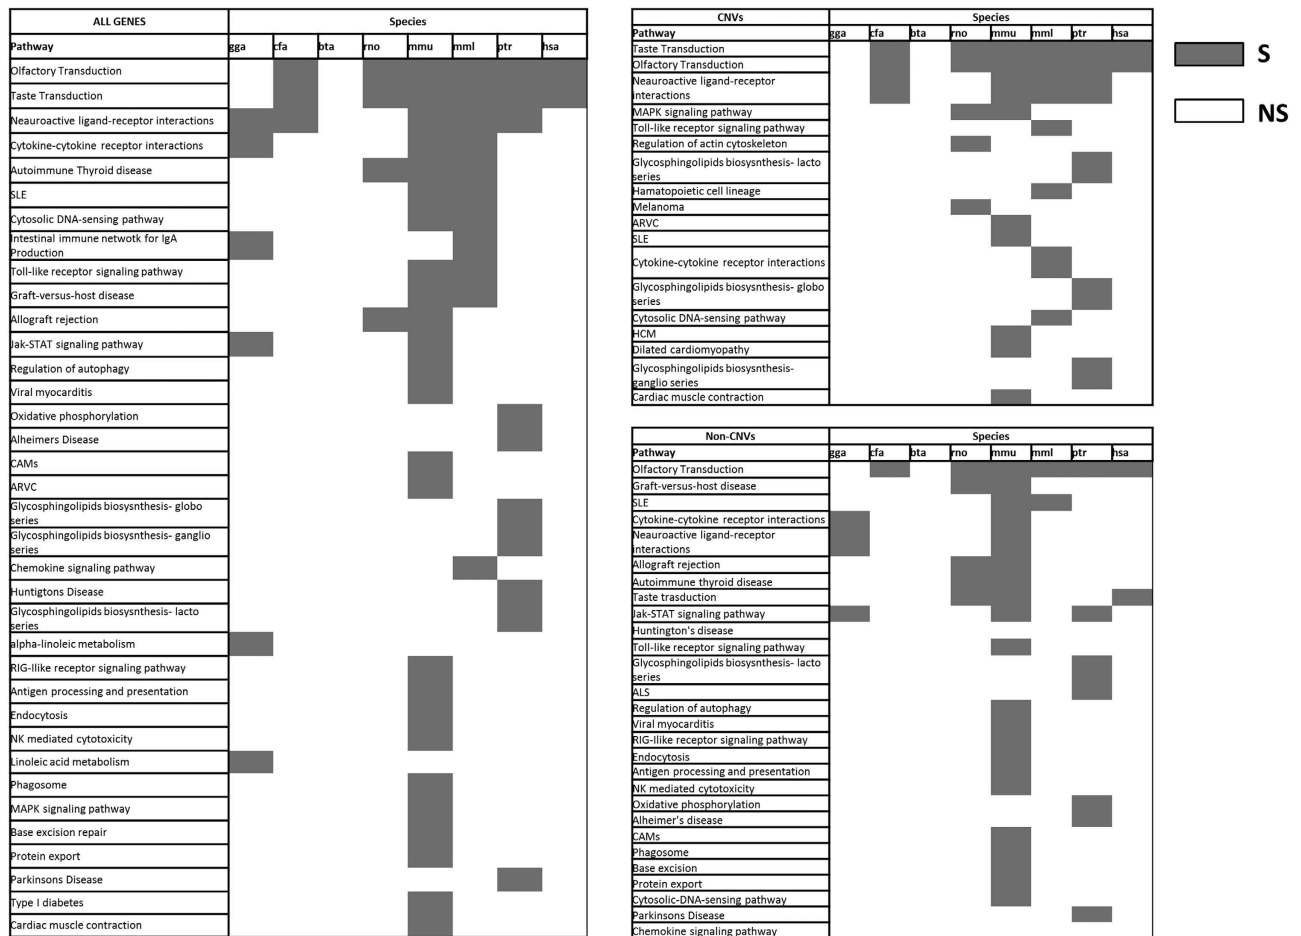 ALL GENES Species
Pathway gga cfa bta rno mmu mml ptr hsa
Olfactory Transduction
Taste Transduction
Neauroactive ligand-receptor interactions
Cytokine-cytokine receptor interactions
Autoimmune Thyroid disease
SLE
Cytosolic DNA-sensing pathway
Intestinal immune netwotk for IgA
Production
Toll-like receptor signaling pathway
Graft-versus-host disease
Allograft rejection
Jak-STAT signaling pathway
Regulation of autophagy
Viral myocarditis
Oxidative phosphorylation
Alheimers Disease
CAMs
ARVC
Glycosphingolipids biosynsthesis- globo
series
Glycosphingolipids biosynsthesis- ganglio
series
Chemokine signaling pathway
Huntigtons Disease
Glycosphingolipids biosynsthesis- lacto
series
alpha-linoleic metabolism
RIG-Ilike receptor signaling pathway
Antigen processing and presentation
Endocytosis
NK mediated cytotoxicity
Linoleic acid metabolism
Phagosome
MAPK signaling pathway
Base excision repair
Protein export
Parkinsons Disease
Type I diabetes
Cardiac muscle contraction
CNVs Species
Pathway gga cfa bta rno mmu mml ptr hsa
Taste Transduction
Olfactory Transduction
Neauroactive ligand-receptor
interactions
MAPK signaling pathway
Toll-like receptor signaling pathway
Regulation of actin cytoskeleton
Glycosphingolipids biosynsthesis- lacto
series
Hamatopoietic cell lineage
Melanoma
ARVC
SLE
Cytokine-cytokine receptor interactions
Glycosphingolipids biosynsthesis- globo
series
Cytosolic DNA-sensing pathway
HCM
Dilated cardiomyopathy
Glycosphingolipids biosynsthesis-
ganglio series
Cardiac muscle contraction
Non-CNVs Species
Pathway gga cfa bta rno mmu mml ptr hsa
Olfactory Transduction
Graft-versus-host disease
SLE
Cytokine-cytokine receptor interactions
Neauroactive ligand-receptor
interactions
Allograft rejection
Autoimmune thyroid disease
Taste trasduction
Jak-STAT signaling pathway
Huntington's disease
Toll-like receptor signaling pathway
Glycosphingolipids biosynsthesis- lacto
series
ALS
Regulation of autophagy
Viral myocarditis
RIG-Ilike receptor signaling pathway
Endocytosis
Antigen processing and presentation
NK mediated cytotoxicity
Oxidative phosphorylation
Alheimer's disease
CAMs
Phagosome
Base excision
Protein export
Cytosolic-DNA-sensing pathway
Parkinsons Disease
Chemokine signaling pathway
S
NS